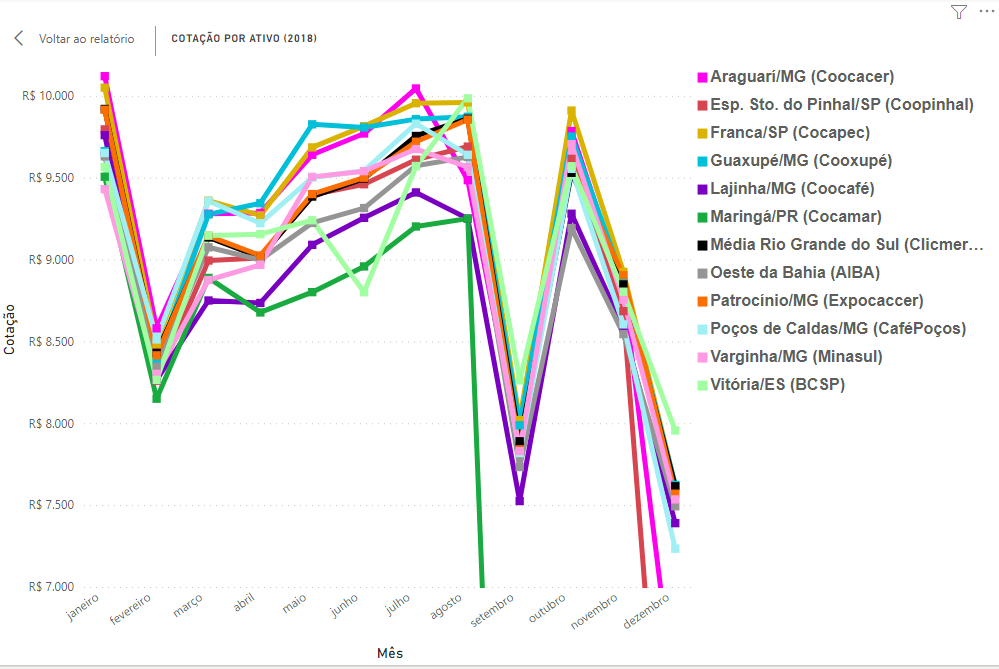 Voltar ao relatório
COTAÇÃO POR ATIVO (2018)
R$ 10.000
R$ 9.500
R$ 9.000
R$ 8.500
R$ 8.000
R$ 7.500
R$ 7.000
Cotação
janeiro
fevereiro
março
abril
maio
junho
julho
agosto
setembro
outubro
novembro
dezembro
Mês
Araguari/MG (Coocacer)
Esp. Sto. do Pinhal/SP (Coopinhal)
Franca/SP (Cocapec)
Guaxupé/MG (Cooxupé)
Lajinha/MG (Coocafé)
Maringá/PR (Cocamar)
Média Rio Grande do Sul (Clicmer…
Oeste da Bahia (AIBA)
Patrocínio/MG (Expocaccer)
Poços de Caldas/MG (CaféPoços)
Varginha/MG (Minasul)
Vitória/ES (BCSP)